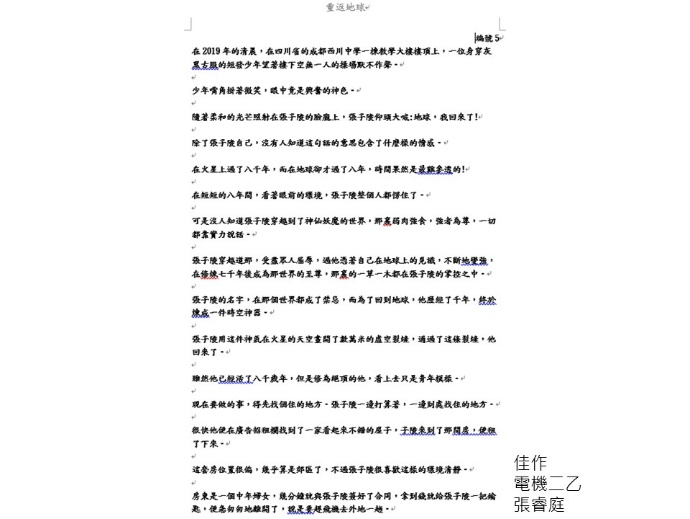 重返地球
編號 5
在 2019 年的清晨，在四川省的成都西川中學一棟教學大樓樓頂上，一位身穿灰
黑古服的短發少年望著樓下空無一人的操場默不作聲。
少年嘴角掛著微笑，眼中竟是興奮的神色。
隨著柔和的光芒照射在張子陵的臉龐上，張子陵仰頭大喊:地球，我回來了!
除了張子陵自己，沒有人知道這句話的意思包含了什麼樣的情感。
在火星上過了八千年，而在地球卻才過了八年，時間果然是最難參透的!
在短短的八年間，看著眼前的環境，張子陵整個人都愣住了。
可是沒人知道張子陵穿越到了神仙妖魔的世界，那裏弱肉強食，強者為尊，一切
都靠實力說話。
張子陵穿越過那，受盡眾人屈辱，過他憑著自己在地球上的見識，不斷地變強，
在修煉七千年後成為那世界的至尊，那裏的一草一木都在張子陵的掌控之中。
張子陵的名字，在那個世界都成了禁忌，而為了回到地球，他歷經了千年，終於
煉成一件時空神器。
張子陵用這件神氣在火星的天空畫開了數萬米的虛空裂縫，通過了這條裂縫，他
回來了。
雖然他已經活了八千歲年，但是修為絕頂的他，看上去只是青年模樣。
現在要做的事，得先找個住的地方。張子陵一邊打算著，一邊到處找住的地方。
很快他便在廣告招租欄找到了一家看起來不錯的屋子，子陵來到了那間房，便租
了下來。
這套房位置很偏，幾乎算是郊區了，不過張子陵很喜歡這樣的環境清靜。
房東是一個中年婦女，幾分鐘就與張子陵簽好了合同，拿到錢就給張子陵一把鑰
匙，便急匆匆地離開了，說是要趕飛機去外地一趟。
佳作
電機二乙
張睿庭